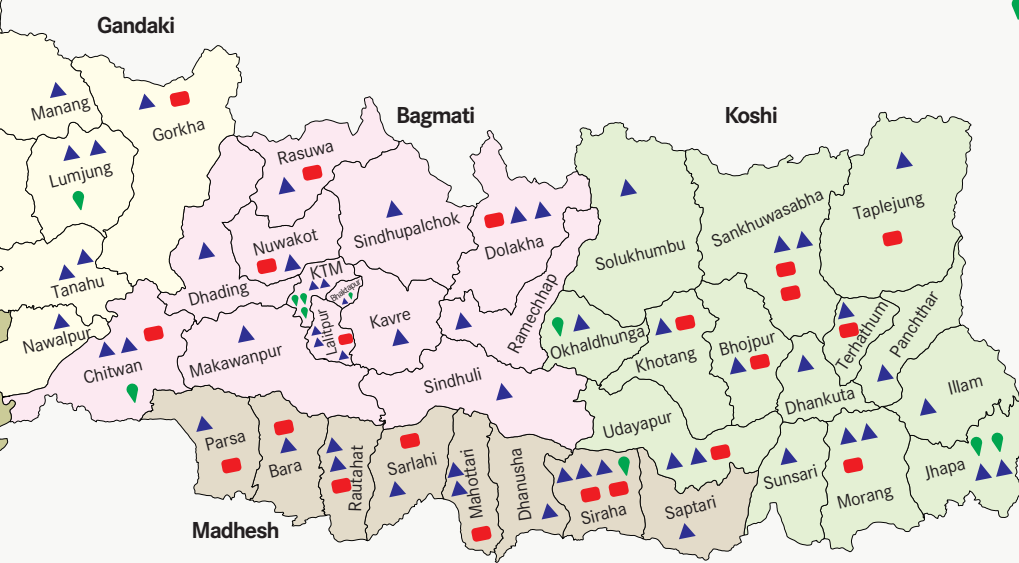 Gandaki
Bagmati
Koshi
Manang
Gorkha
Lumjung
Rasuwa
Nuwakot
Sindhupalchok
Dolakha
Solukhumbu
Sankhuwasabha
Taplejung
Tanahu
Dhading
KTM
Bhaktapur
Lalitpur
Kavre
Ramechhap
Okhaldhunga
Khotang
Bhojpur
Terhathum
Panchthar
Nawalpur
Chitwan
Makawanpur
Sindhuli
Dhankuta
Illam
Udayapur
Parsa
Bara
Rautahat
Sarlahi
Mahottari
Dhanusha
Siraha
Saptari
Sunsari
Morang
Jhapa
Madhesh